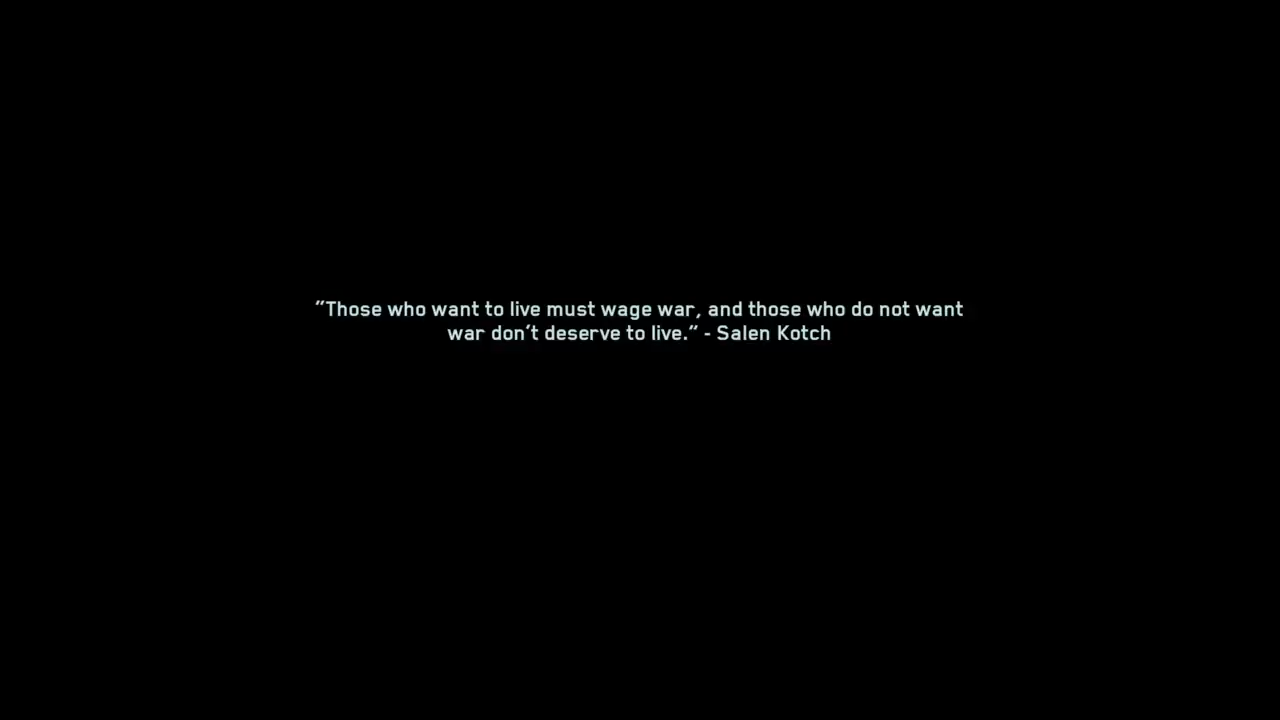 "Those who want to live must wage war, and those who do not want
war don't deserve to live." - Salen Kotch